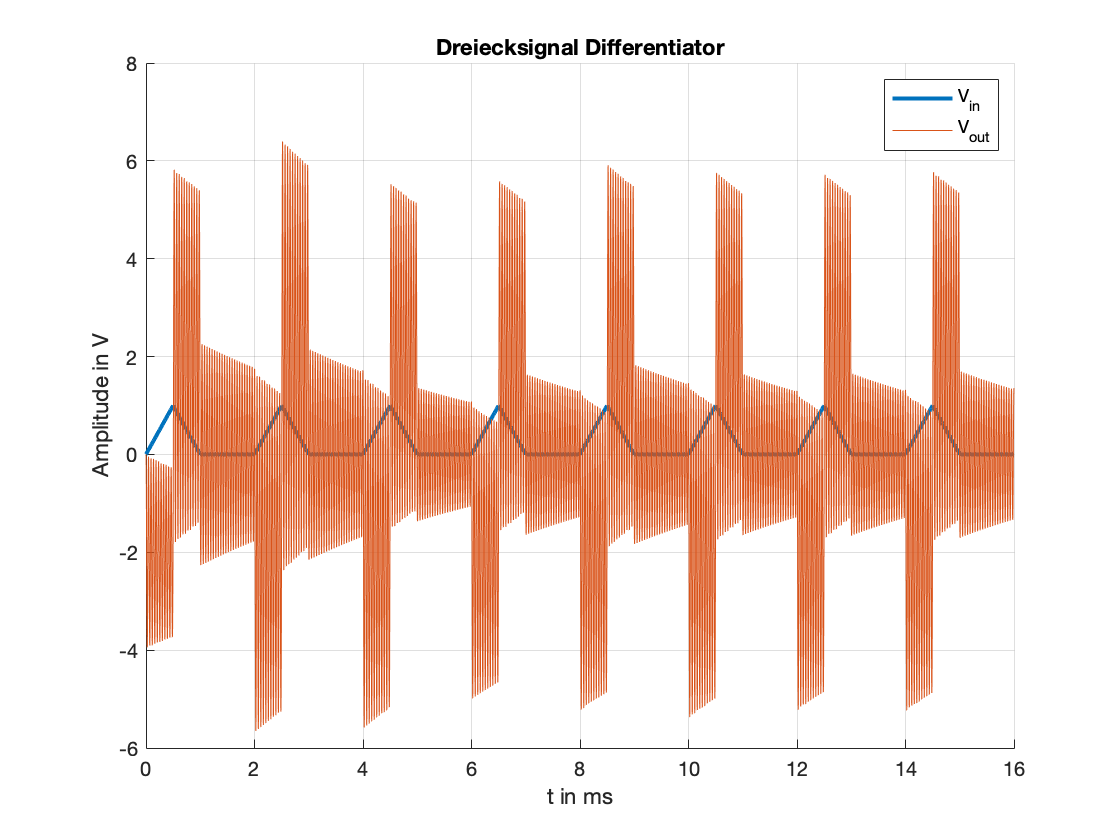 Dreiecksignal Differentiator
8
6
4
2
0
-2
-4
-6
Amplitude in V
V_in
V_out
0 2 4 6 8 10 12 14 16
t in ms